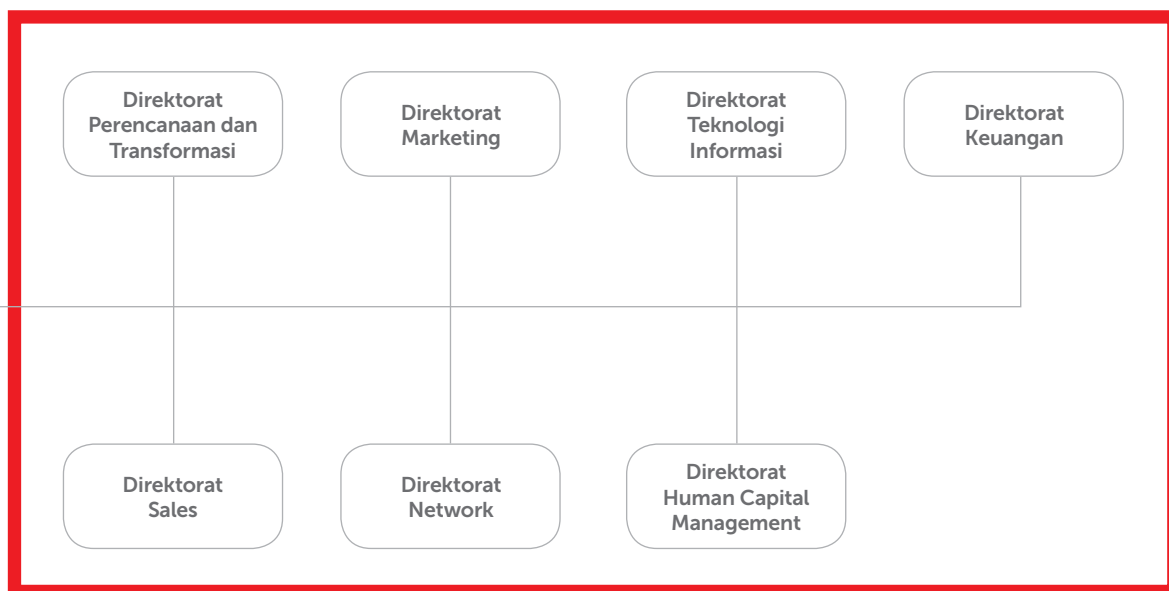 Direktorat
Perencanaan dan
Transformasi
Direktorat
Marketing
Direktorat
Teknologi
Informasi
Direktorat
Keuangan
Direktorat
Sales
Direktorat
Network
Direktorat
Human Capital
Management